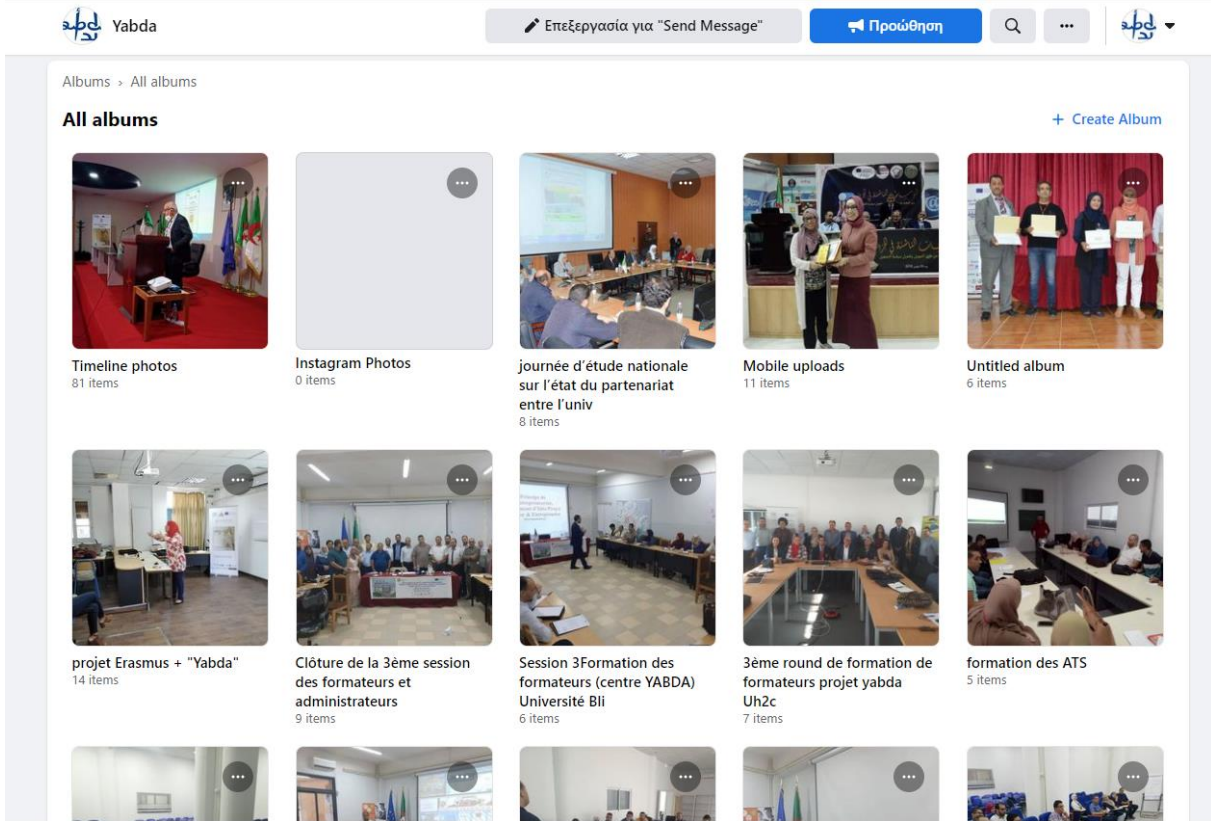 Yabda
Επεξεργασία για "Send Message"
Προώθηση
Albums › All albums
All albums
+ Create Album
Timeline photos
81 items
Instagram Photos
0 items
journée d'étude nationale
sur l'état du partenariat
entre l'univ
8 items
Mobile uploads
11 items
Untitled album
6 items
projet Erasmus + "Yabda"
14 items
Clôture de la 3ème session
des formateurs et
administrateurs
9 items
Session 3Formation des
formateurs (centre YABDA)
Université Bli
6 items
3ème round de formation de
formateurs projet yabda
Uh2c
7 items
formation des ATS
5 items